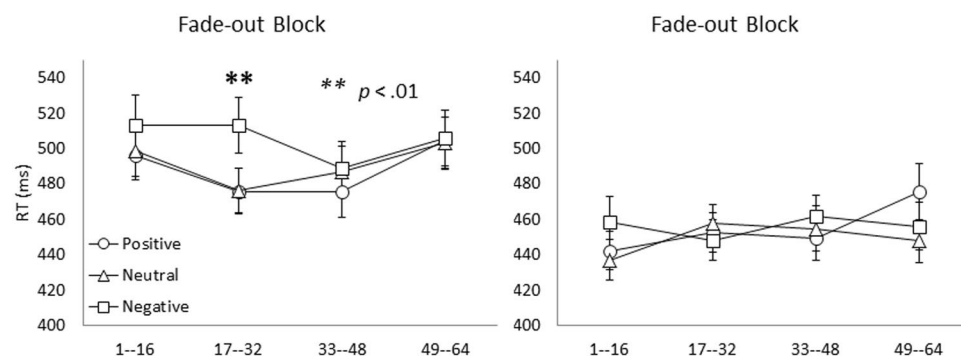 Fade-out Block
540
520
500
480
460
440
420
400
RT (ms)
** ** p < .01
Positive
Neutral
Negative
1--16 17--32 33--48 49--64
Fade-out Block
540
520
500
480
460
440
420
400
1--16 17--32 33--48 49--64